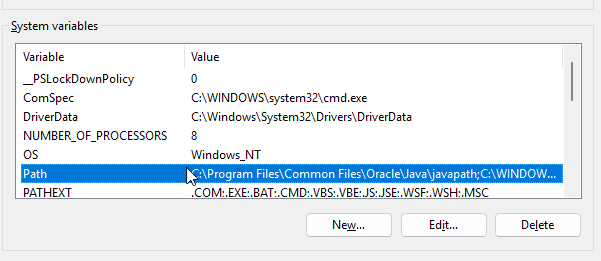 System variables
Variable Value
__PSLockDownPolicy 0
ComSpec C:\WINDOWS\system32\cmd.exe
DriverData C:\Windows\System32\Drivers\DriverData
NUMBER_OF_PROCESSORS 8
OS Windows_NT
Path C:\Program Files\Common Files\Oracle\Java\javapath;C:\WINDOW...
PATHEXT .COM;.EXE;.BAT;.CMD;.VBS;.VBE;.JS;.JSE;.WSF;.WSH;.MSC
New... Edit... Delete